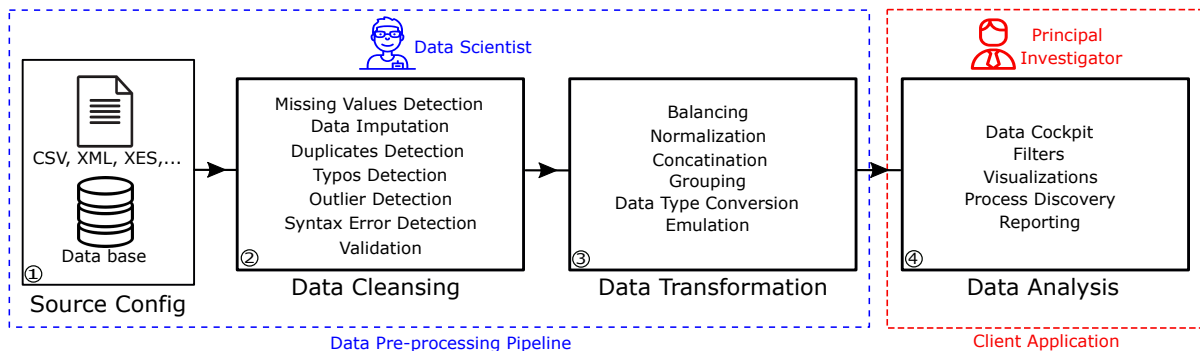 Data Scientist
Principal
Investigator
CSV, XML, XES,...
Data base
①
Source Config
Missing Values Detection
Data Imputation
Duplicates Detection
Typos Detection
Outlier Detection
Syntax Error Detection
Validation
②
Data Cleansing
Balancing
Normalization
Concatination
Grouping
Data Type Conversion
Emulation
③
Data Transformation
Data Cockpit
Filters
Visualizations
Process Discovery
Reporting
④
Data Analysis
Data Pre-processing Pipeline
Client Application